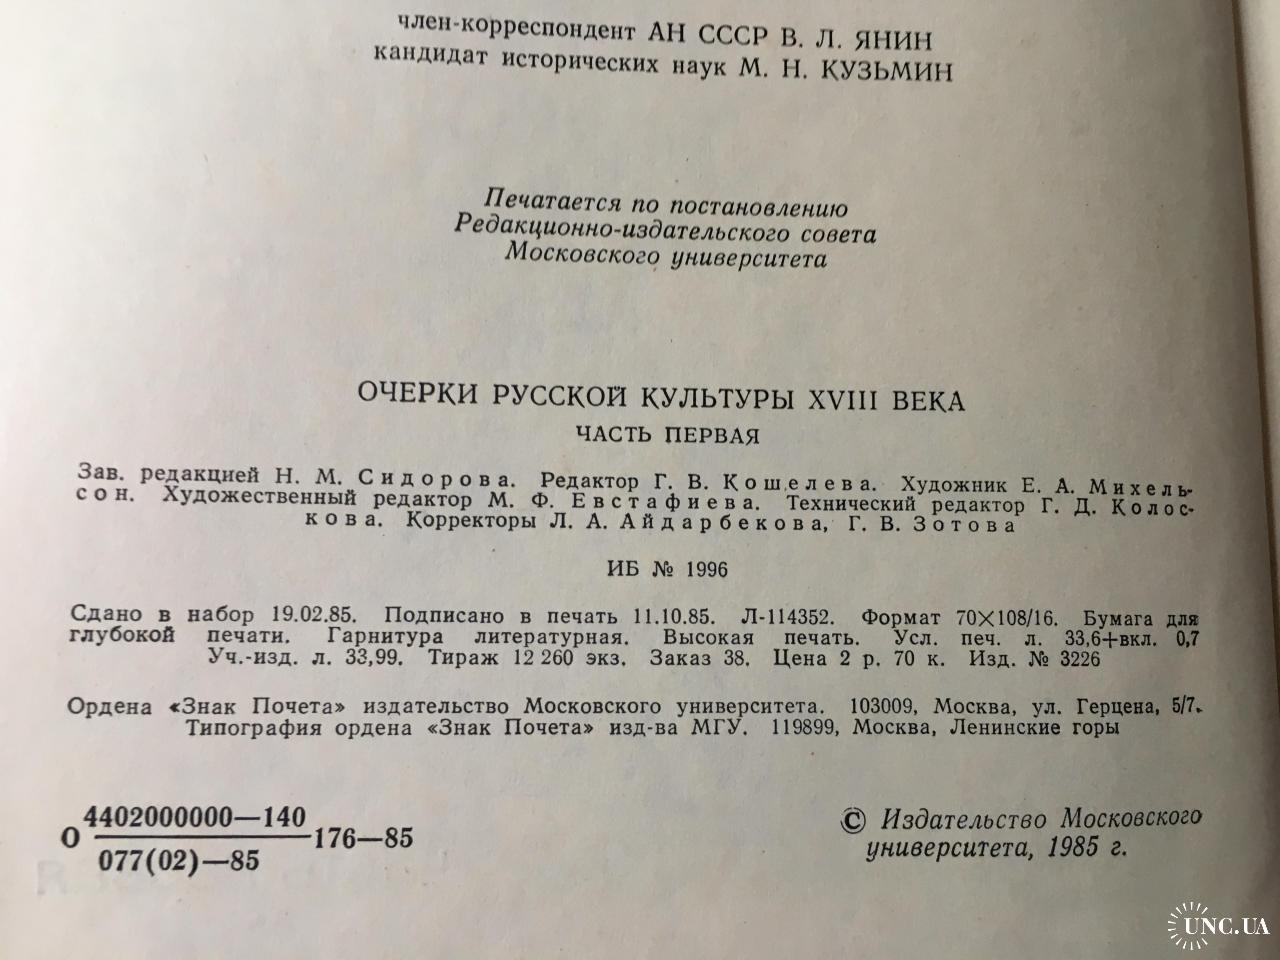 член-корреспондент АН СССР В. Л. ЯНИН
кандидат исторических наук М. Н. КУЗЬМИН
Печатается по постановлению
Редакционно-издательского совета
Московского университета
ОЧЕРКИ РУССКОЙ КУЛЬТУРЫ XVIII ВЕКА
ЧАСТЬ ПЕРВАЯ
Зав. редакцией Н. М. Сидорова. Редактор Г. В. Кошелева. Художник Е. А. Михель-
сон. Художественный редактор М. Ф. Евстафиева. Технический редактор Г. Д. Колос-
кова. Корректоры Л. А. Айдарбекова, Г. В. Зотова
ИБ № 1996
Сдано в набор 19.02.85. Подписано в печать 11.10.85. Л-114352. Формат 70×108/16. Бумага для
глубокой печати. Гарнитура литературная. Высокая печать. Усл. печ. л. 33,6+вкл. 0,7
Уч.-изд. л. 33,99. Тираж 12 260 экз. Заказ 38. Цена 2 р. 70 к. Изд. № 3226
Ордена «Знак Почета» издательство Московского университета. 103009, Москва, ул. Герцена, 5/7.
Типография ордена «Знак Почета» изд-ва МГУ. 119899, Москва, Ленинские горы
О 4402000000—140
077(02)—85 176—85
© Издательство Московского
университета, 1985 г.
UNC.UA